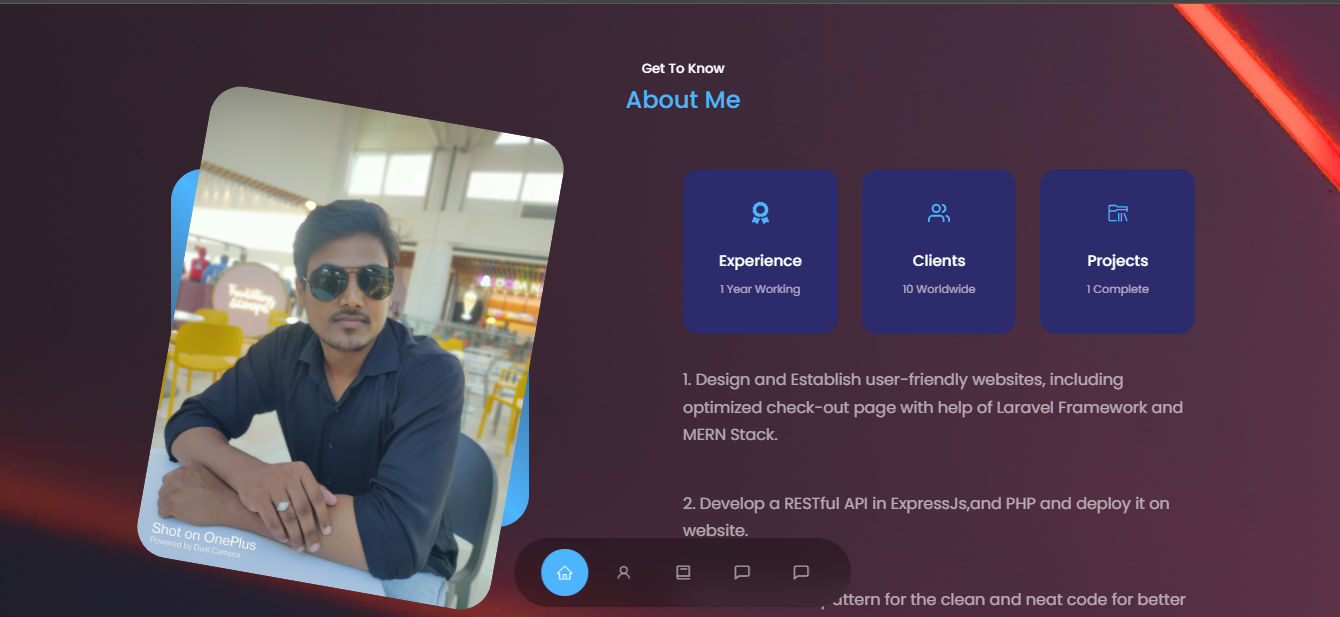 Get To Know
About Me
Experience
1 Year Working
Clients
10 Worldwide
Projects
1 Complete
1. Design and Establish user-friendly websites, including
optimized check-out page with help of Laravel Framework and
MERN Stack.
2. Develop a RESTful API in ExpressJs,and PHP and deploy it on
website.
pattern for the clean and neat code for better
Shot on OnePlus
Powered by Dual Camera